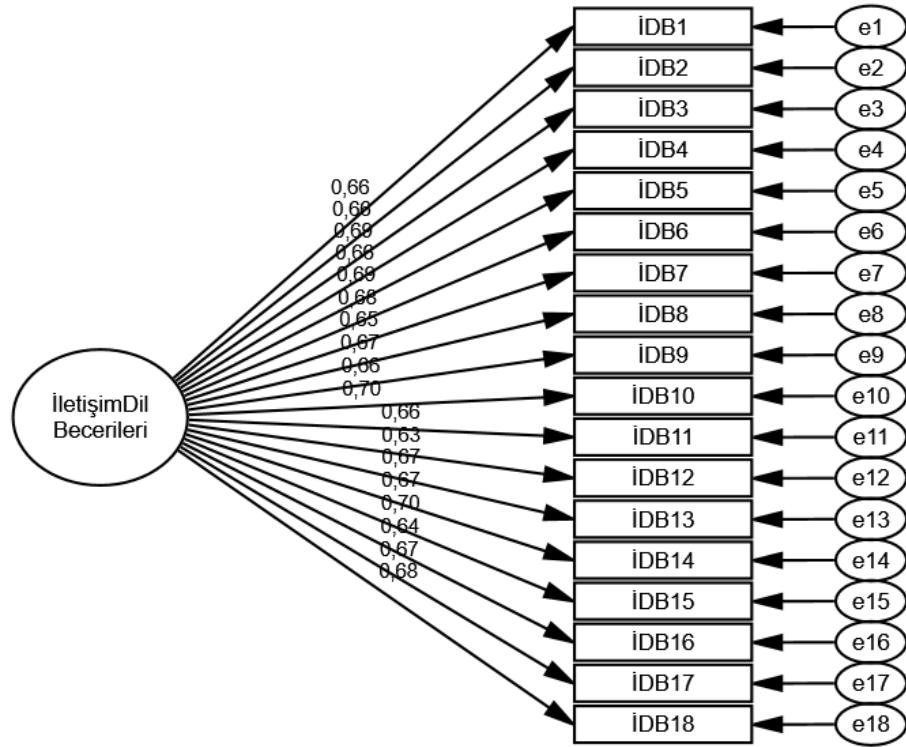 İDB1 e1
İDB2 e2
İDB3 e3
İDB4 e4
İDB5 e5
İDB6 e6
İDB7 e7
İDB8 e8
İDB9 e9
İDB10 e10
İDB11 e11
İDB12 e12
İDB13 e13
İDB14 e14
İDB15 e15
İDB16 e16
İDB17 e17
İDB18 e18
0,66
0,66
0,69
0,66
0,69
0,68
0,65
0,67
0,66
0,70
0,66
0,63
0,67
0,67
0,70
0,64
0,67
0,68
İletişimDil
Becerileri